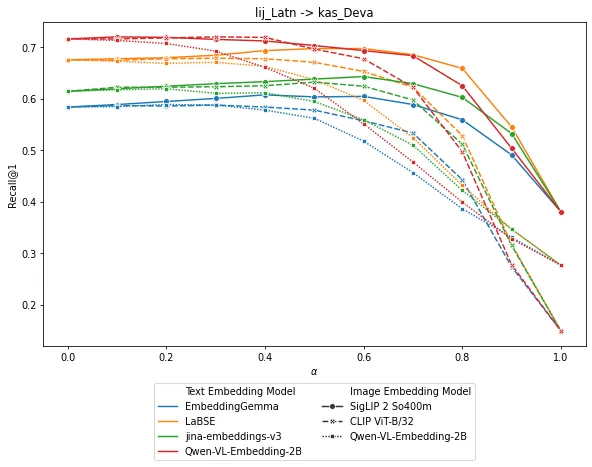 lij_Latn -> kas_Deva
Recall@1
0.7
0.6
0.5
0.4
0.3
0.2
0.0
0.2
0.4
0.6
0.8
1.0
α
Text Embedding Model
EmbeddingGemma
LaBSE
jina-embeddings-v3
Qwen-VL-Embedding-2B
Image Embedding Model
SigLIP 2 So400m
CLIP ViT-B/32
Qwen-VL-Embedding-2B